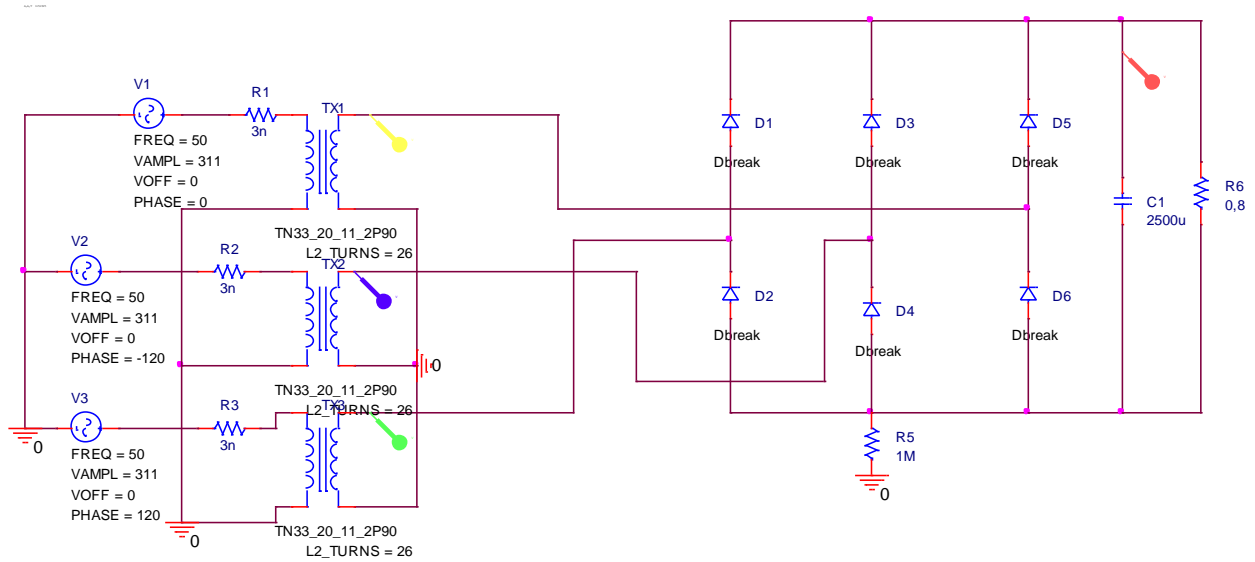 V1
R1
3n
FREQ = 50
VAMPL = 311
VOFF = 0
PHASE = 0
TX1
TN33_20_11_2P90
L2_TURNS = 26
V2
R2
3n
FREQ = 50
VAMPL = 311
VOFF = 0
PHASE = -120
TX2
0
TN33_20_11_2P90
L2_TURNS = 26
V3
R3
3n
0
FREQ = 50
VAMPL = 311
VOFF = 0
PHASE = 120
TX3
0
TN33_20_11_2P90
L2_TURNS = 26
D1
Dbreak
D3
Dbreak
D5
Dbreak
D2
Dbreak
D4
Dbreak
D6
Dbreak
C1
2500u
R6
0,8
R5
1M
0